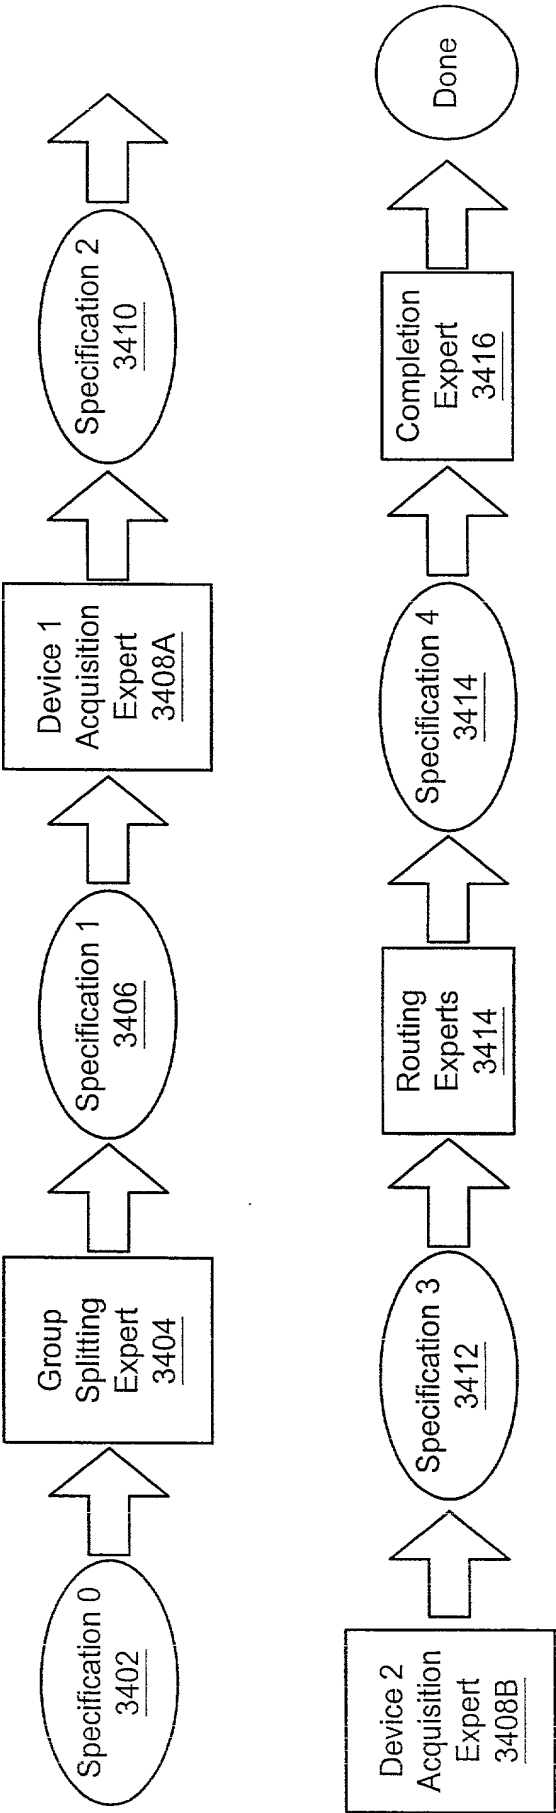 Specification 0
3402
Group
Splitting
Expert
3404
Specification 1
3406
Device 1
Acquisition
Expert
3408A
Specification 2
3410
Device 2
Acquisition
Expert
3408B
Specification 3
3412
Routing
Experts
3414
Specification 4
3414
Completion
Expert
3416
Done